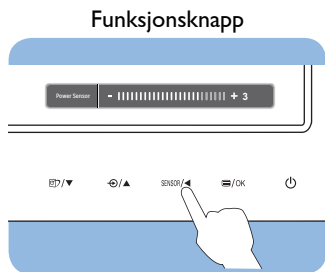 Funksjonsknapp
Power Sensor - + 3
/▼ /▲ SENSOR/◄ /OK